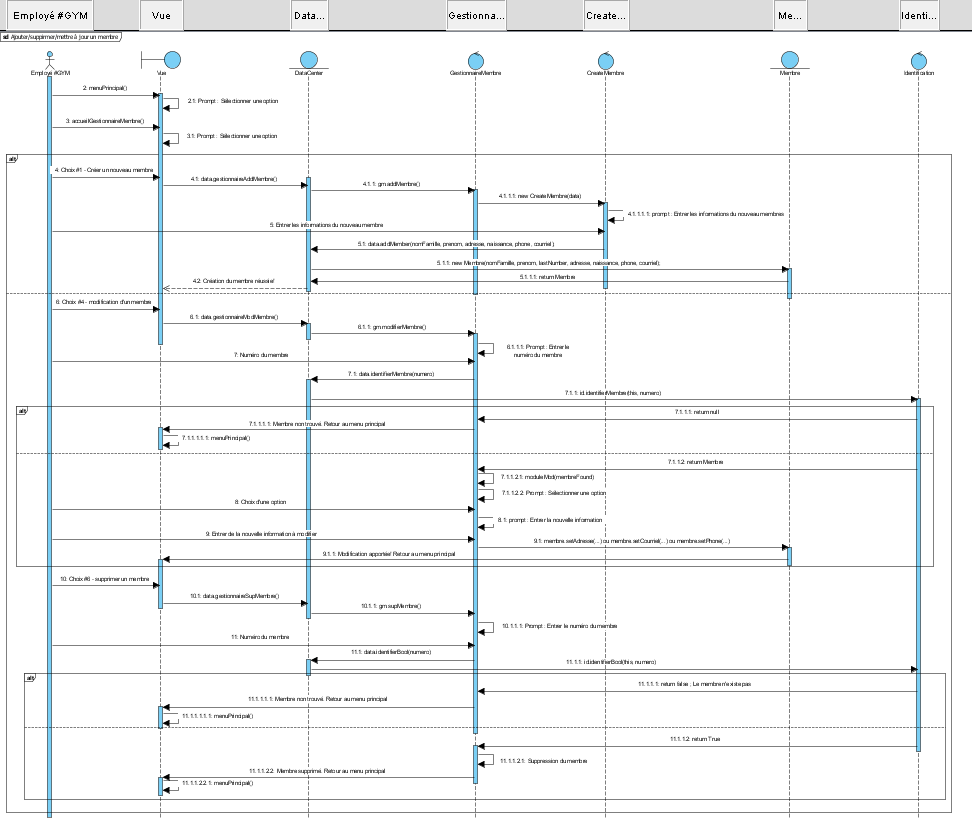 Employé #GYM
Vue
Data...
Gestionna...
Create...
Me...
Identi...
sd Ajouter/supprimer/mettre à jour un membre
Employé #GYM
Vue
DataCenter
GestionnaireMembre
CreateMembre
Membre
Identification
2: menuPrincipal()
2.1: Prompt : Sélectionner une option
3: accueilGestionnaireMembre()
3.1: Prompt : Sélectionner une option
alt
4: Choix #1 - Créer un nouveau membre
4.1: data.gestionnaireAddMembre()
4.1.1: gm.addMembre()
4.1.1.1: new CreateMembre(data)
4.1.1.1.1: prompt : Entrer les informations du nouveau membres
5: Entrer les informations du nouveau membre
5.1: data.addMember(nomFamille, prenom, adresse, naissance, phone, courriel)
5.1.1: new Membre(nomFamille, prenom, lastNumber, adresse, naissance, phone, courriel);
5.1.1.1: return Membre
4.2: Création du membre réussie!
6: Choix #4 - modification d'un membre
6.1: data.gestionnaireModMembre()
6.1.1: gm.modifierMembre()
6.1.1.1: Prompt : Entrer le
numéro du membre
7: Numéro du membre
7.1: data.identifierMembre(numero)
7.1.1: id.identifierMembre(this, numero)
alt
7.1.1.1: return null
7.1.1.1.1: Membre non trouvé. Retour au menu principal
7.1.1.1.1.1: menuPrincipal()
7.1.1.2: return Membre
7.1.1.2.1: moduleMod(membreFound)
7.1.1.2.2: Prompt : Sélectionner une option
8: Choix d'une option
8.1: prompt : Entrer la nouvelle information
9: Entrer de la nouvelle information à modifier
9.1: membre.setAdresse(...) ou membre.setCourriel(...) ou membre.setPhone(...)
9.1.1: Modification apportée! Retour au menu principal
10: Choix #6 - supprimer un membre
10.1: data.gestionnaireSupMembre()
10.1.1: gm.supMembre()
10.1.1.1: Prompt : Entrer le numéro du membre
11: Numéro du membre
11.1: data.identifierBool(numero)
11.1.1: id.identifierBool(this, numero)
alt
11.1.1.1: return false ; Le membre n'existe pas
11.1.1.1.1: Membre non trouvé. Retour au menu principal
11.1.1.1.1.1: menuPrincipal()
11.1.1.2: return True
11.1.1.2.1: Suppression du membre
11.1.1.2.2: Membre supprimé. Retour au menu principal
11.1.1.2.2.1: menuPrincipal()